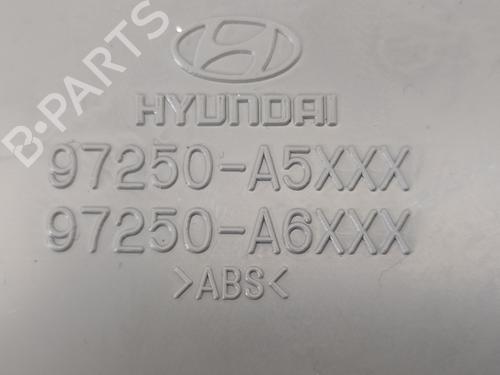 B-PARTS
HYUNDAI
97250-A5XXX
97250-A6XXX
>ABS<